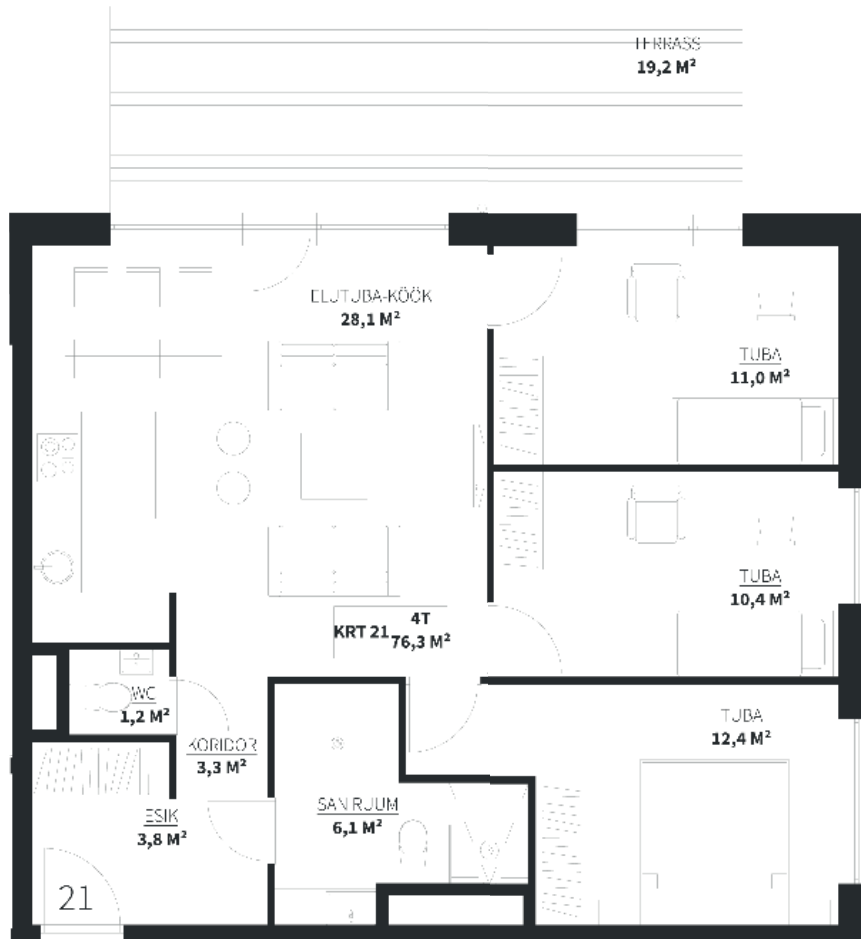 TERRASS
19,2 M²
ELUTUBA-KÖÖK
28,1 M²
TUBA
11,0 M²
TUBA
10,4 M²
4T
KRT 21 76,3 M²
WC
1,2 M²
KORIDOR
3,3 M²
TUBA
12,4 M²
ESIK
3,8 M²
SAN RUUM
6,1 M²
21